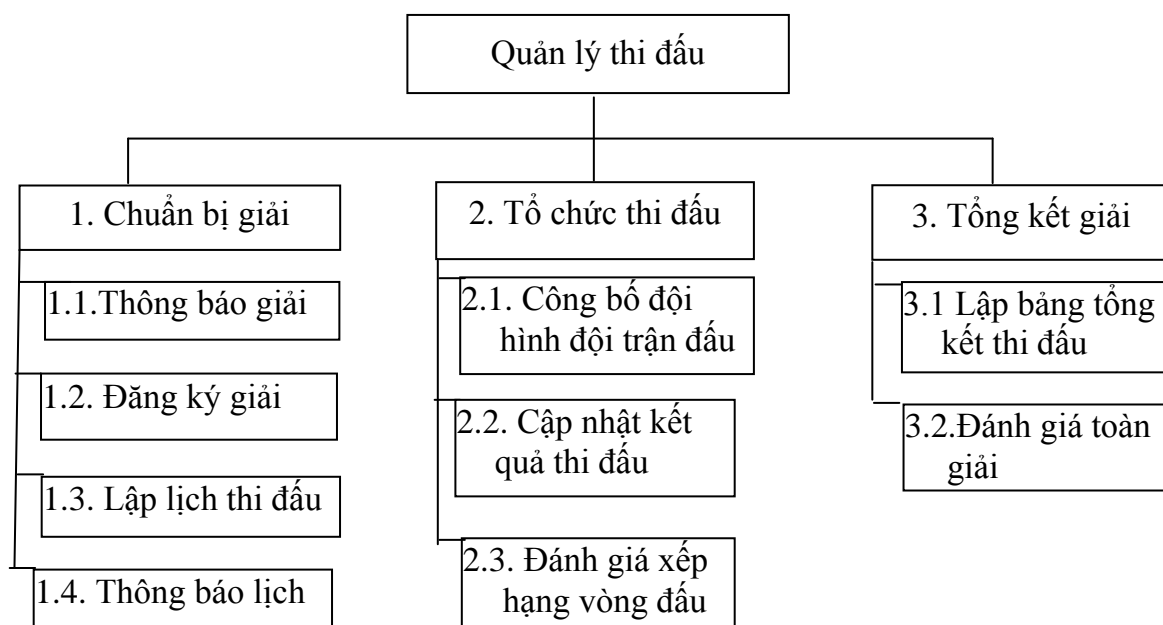 Quản lý thi đấu
1. Chuẩn bị giải
1.1.Thông báo giải
1.2. Đăng ký giải
1.3. Lập lịch thi đấu
1.4. Thông báo lịch
2. Tổ chức thi đấu
2.1. Công bố đội
hình đội trận đấu
2.2. Cập nhật kết
quả thi đấu
2.3. Đánh giá xếp
hạng vòng đấu
3. Tổng kết giải
3.1 Lập bảng tổng
kết thi đấu
3.2.Đánh giá toàn
giải